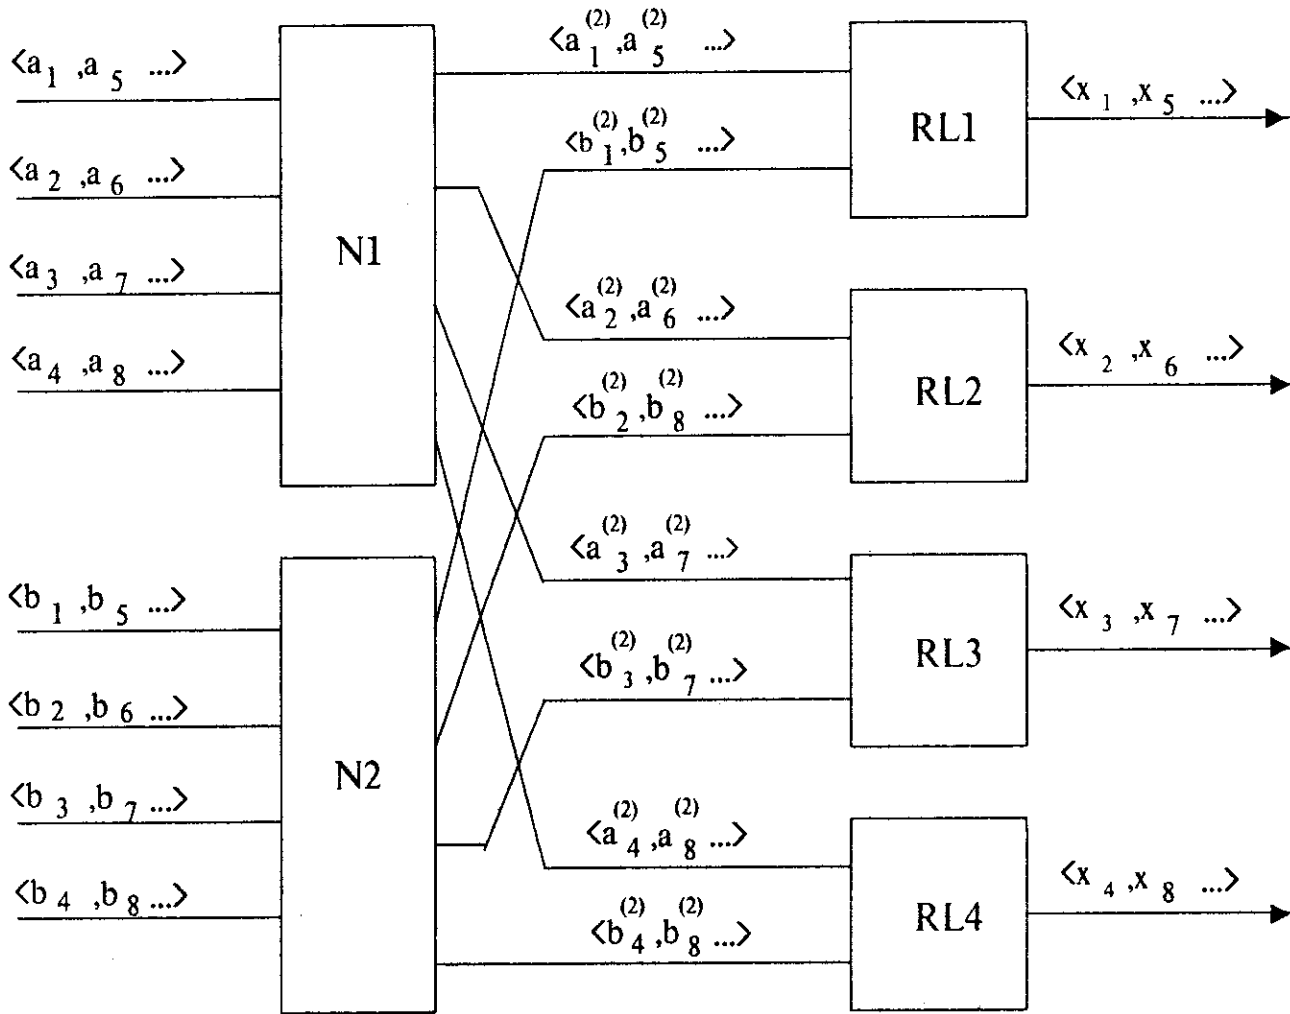 <a₁ ,a₅ ...>
<a₂ ,a₆ ...>
<a₃ ,a₇ ...>
<a₄ ,a₈ ...>
N1
<b₁ ,b₅ ...>
<b₂ ,b₆ ...>
<b₃ ,b₇ ...>
<b₄ ,b₈ ...>
N2
<a₁⁽²⁾,a₅⁽²⁾ ...>
<b₁⁽²⁾,b₅⁽²⁾ ...>
RL1
<x₁ ,x₅ ...>
<a₂⁽²⁾,a₆⁽²⁾ ...>
<b₂⁽²⁾,b₈⁽²⁾ ...>
RL2
<x₂ ,x₆ ...>
<a₃⁽²⁾,a₇⁽²⁾ ...>
<b₃⁽²⁾,b₇⁽²⁾ ...>
RL3
<x₃ ,x₇ ...>
<a₄⁽²⁾,a₈⁽²⁾ ...>
<b₄⁽²⁾,b₈⁽²⁾ ...>
RL4
<x₄,x₈ ...>